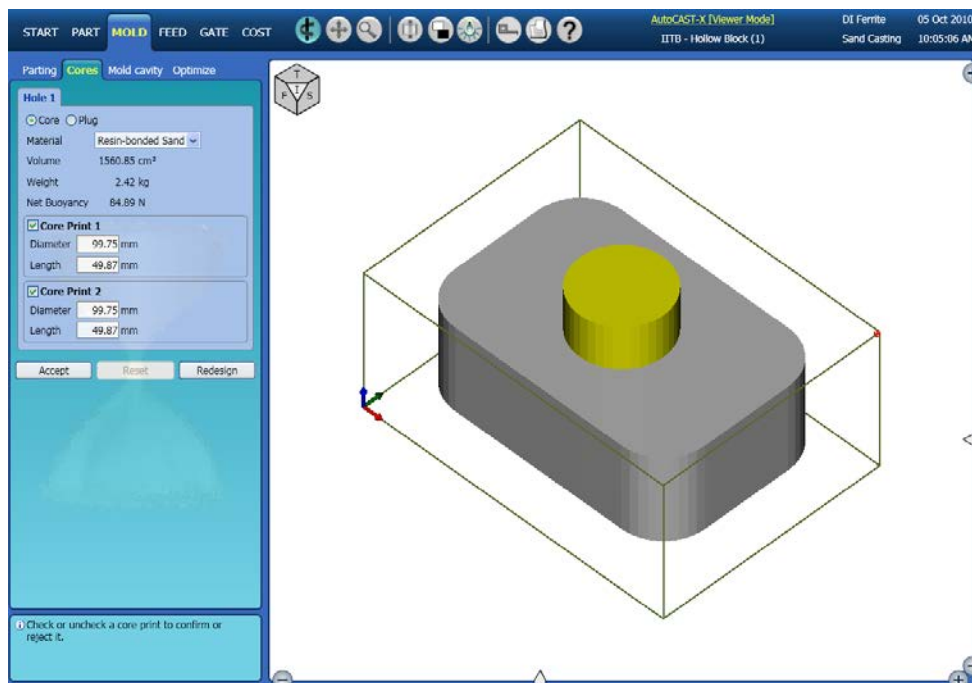 START PART MOLD FEED GATE COST ? AutoCAST-X [Viewer Mode] DI Ferrite 05 Oct 2010
IITB - Hollow Block (1) Sand Casting 10:05:06 AM
Parting Cores Mold cavity Optimize
Hole 1
Core Plug
Material Resin-bonded Sand
Volume 1560.85 cm³
Weight 2.42 kg
Net Buoyancy 84.89 N
Core Print 1
Diameter 99.75 mm
Length 49.87 mm
Core Print 2
Diameter 99.75 mm
Length 49.87 mm
Accept Reset Redesign
Check or uncheck a core print to confirm or
reject it.
T
F I S